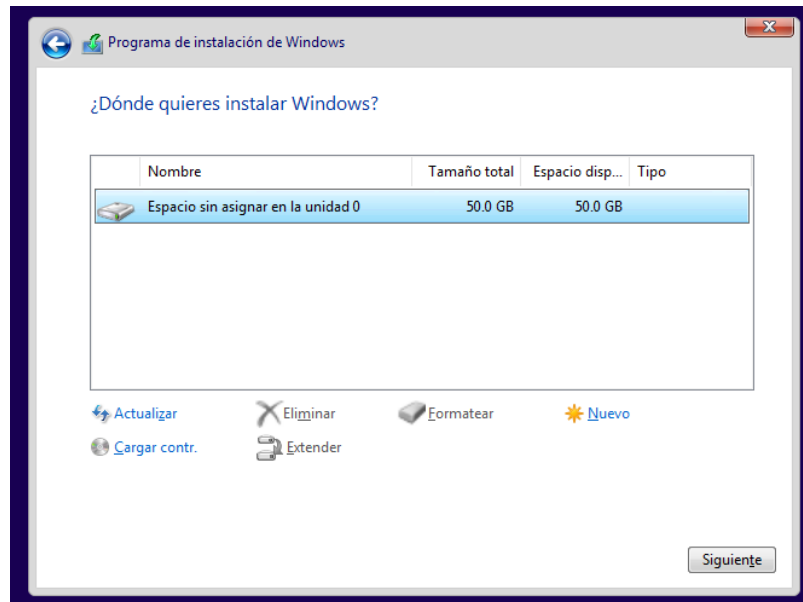 Programa de instalación de Windows
¿Dónde quieres instalar Windows?
Nombre Tamaño total Espacio disp... Tipo
Espacio sin asignar en la unidad 0 50.0 GB 50.0 GB
Actualizar Eliminar Formatear Nuevo
Cargar contr. Extender
Siguiente